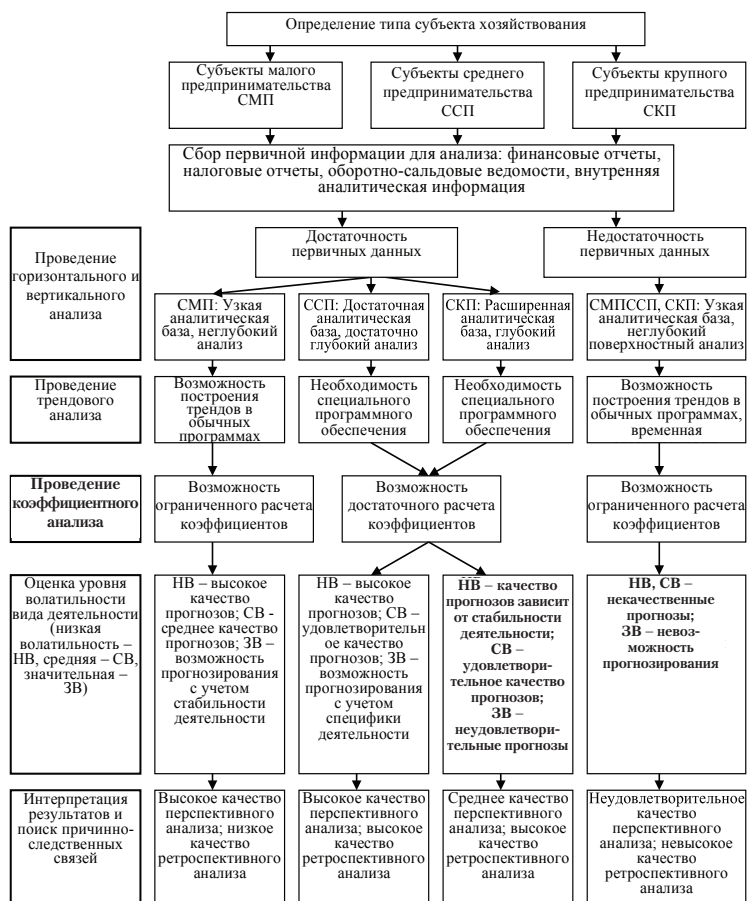 Определение типа субъекта хозяйствования
Субъекты малого
предпринимательства
СМП
Субъекты среднего
предпринимательства
ССП
Субъекты крупного
предпринимательства
СКП
Сбор первичной информации для анализа: финансовые отчеты,
налоговые отчеты, оборотно-сальдовые ведомости, внутренняя
аналитическая информация
Проведение
горизонтального и
вертикального
анализа
Достаточность
первичных данных
Недостаточность
первичных данных
СМП: Узкая
аналитическая
база, неглубокий
анализ
ССП: Достаточная
аналитическая
база, достаточно
глубокий анализ
СКП: Расширенная
аналитическая
база, глубокий
анализ
СМПССП, СКП: Узкая
аналитическая база,
неглубокий
поверхностный анализ
Проведение
трендового
анализа
Возможность
построения
трендов в
обычных
программах
Необходимость
специального
программного
обеспечения
Необходимость
специального
программного
обеспечения
Возможность
построения трендов в
обычных программах,
временная
Проведение
коэффициентного
анализа
Возможность
ограниченного расчета
коэффициентов
Возможность
достаточного расчета
коэффициентов
Возможность
ограниченного расчета
коэффициентов
Оценка уровня
волатильности
вида деятельности
(низкая
волатильность –
НВ, средняя – СВ,
значительная –
ЗВ)
НВ – высокое
качество
прогнозов; СВ -
среднее качество
прогнозов; ЗВ –
возможность
прогнозирования
с учетом
стабильности
деятельности
НВ – высокое
качество
прогнозов; СВ –
удовлетворитель
ное качество
прогнозов; ЗВ –
возможность
прогнозирования
с учетом
специфики
деятельности
НВ – качество
прогнозов зависит
от стабильности
деятельности;
СВ –
удовлетвори-
тельное качество
прогнозов;
ЗВ –
неудовлетвори-
тельные прогнозы
НВ, СВ –
некачественные
прогнозы;
ЗВ – невоз-
можность
прогнозирования
Интерпретация
результатов и
поиск причинно-
следственных
связей
Высокое качество
перспективного
анализа; низкое
качество
ретроспективного
анализа
Высокое качество
перспективного
анализа; высокое
качество
ретроспективного
анализа
Среднее качество
перспективного
анализа; высокое
качество
ретроспективного
анализа
Неудовлетворительное
качество
перспективного
анализа; невысокое
качество
ретроспективного
анализа